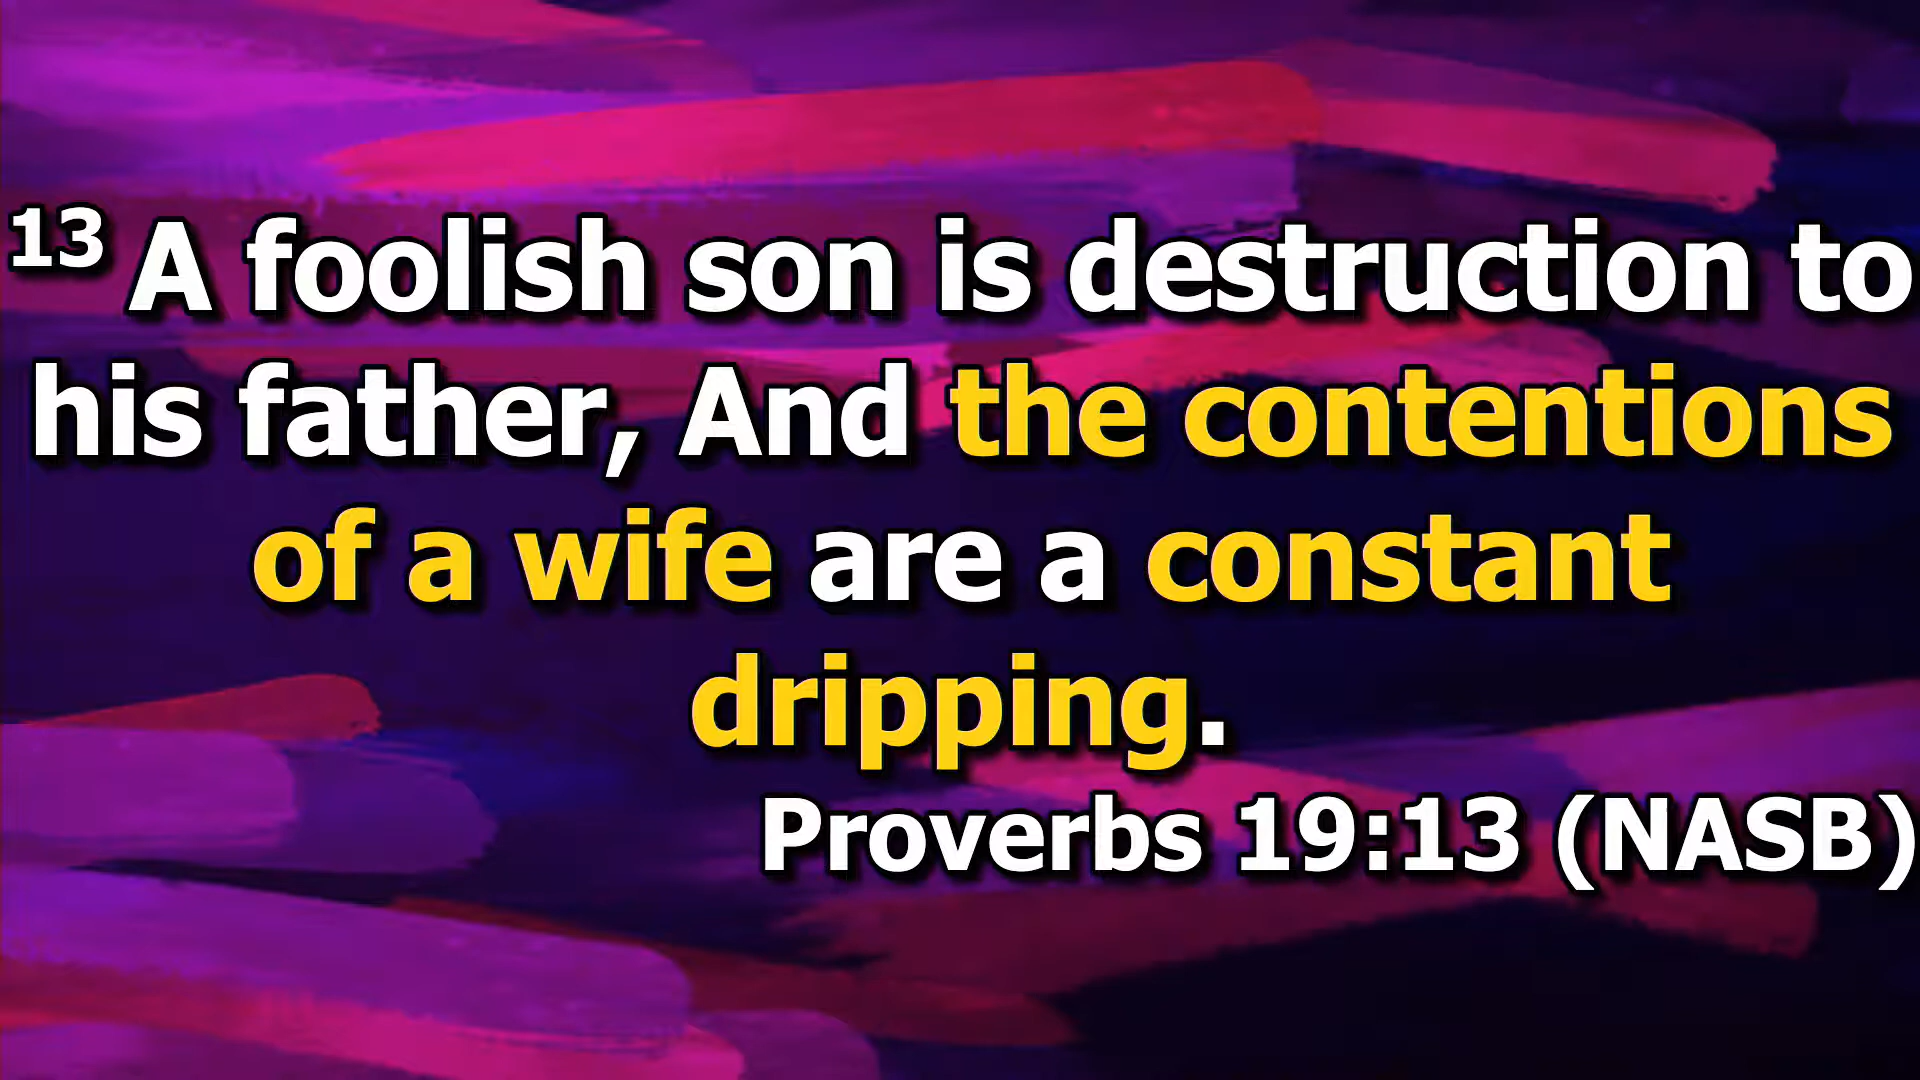 13 A foolish son is destruction to
his father, And the contentions
of a wife are a constant
dripping.
Proverbs 19:13 (NASB)